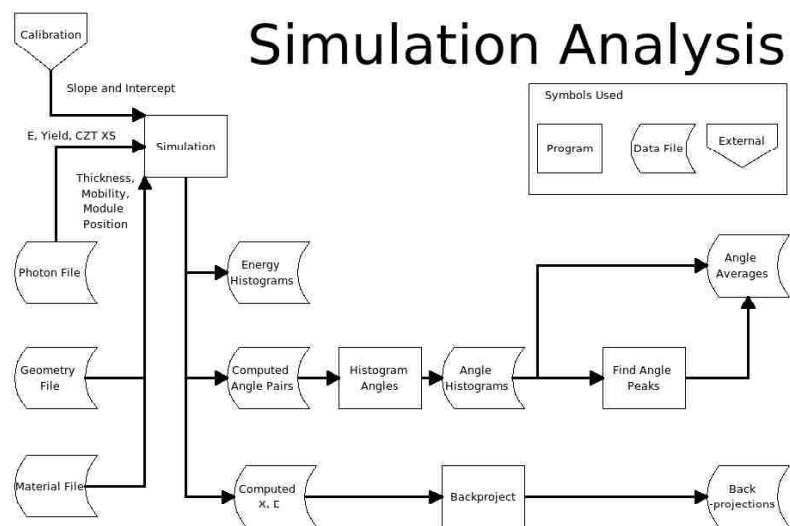 Simulation Analysis
Calibration
Slope and Intercept
Symbols Used
Program
Data File
External
E, Yield, CZT XS
Simulation
Thickness,
Mobility,
Module
Position
Photon File
Energy
Histograms
Angle
Averages
Geometry
File
Computed
Angle Pairs
Histogram
Angles
Angle
Histograms
Find Angle
Peaks
Material File
Computed
X, E
Backproject
Back
-projections